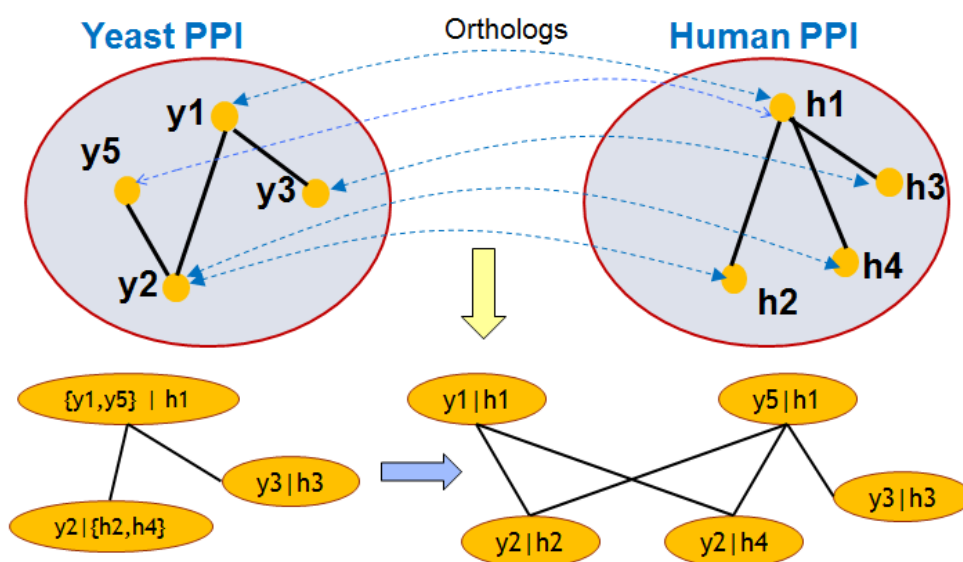 Yeast PPI
Orthologs
Human PPI
y1
h1
y5
y3
h3
y2
h4
h2
{y1,y5} | h1
y1|h1
y5|h1
y3|h3
y3|h3
y2|{h2,h4}
y2|h2
y2|h4